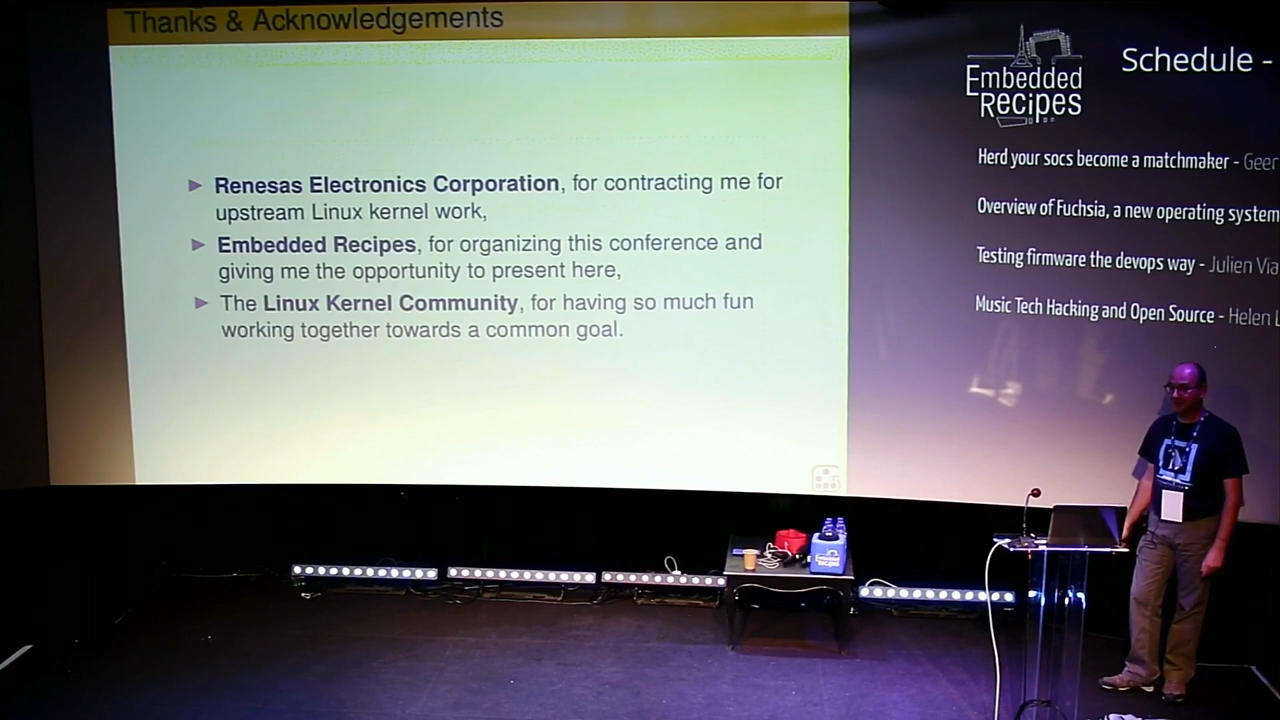 Thanks & Acknowledgements
Renesas Electronics Corporation, for contracting me for
upstream Linux kernel work,
Embedded Recipes, for organizing this conference and
giving me the opportunity to present here,
The Linux Kernel Community, for having so much fun
working together towards a common goal.
Embedded
Recipes
Schedule -
Herd your socs become a matchmaker - Geer
Overview of Fuchsia, a new operating system
Testing firmware the devops way - Julien Via
Music Tech Hacking and Open Source - Helen L
Embedded
Recipes